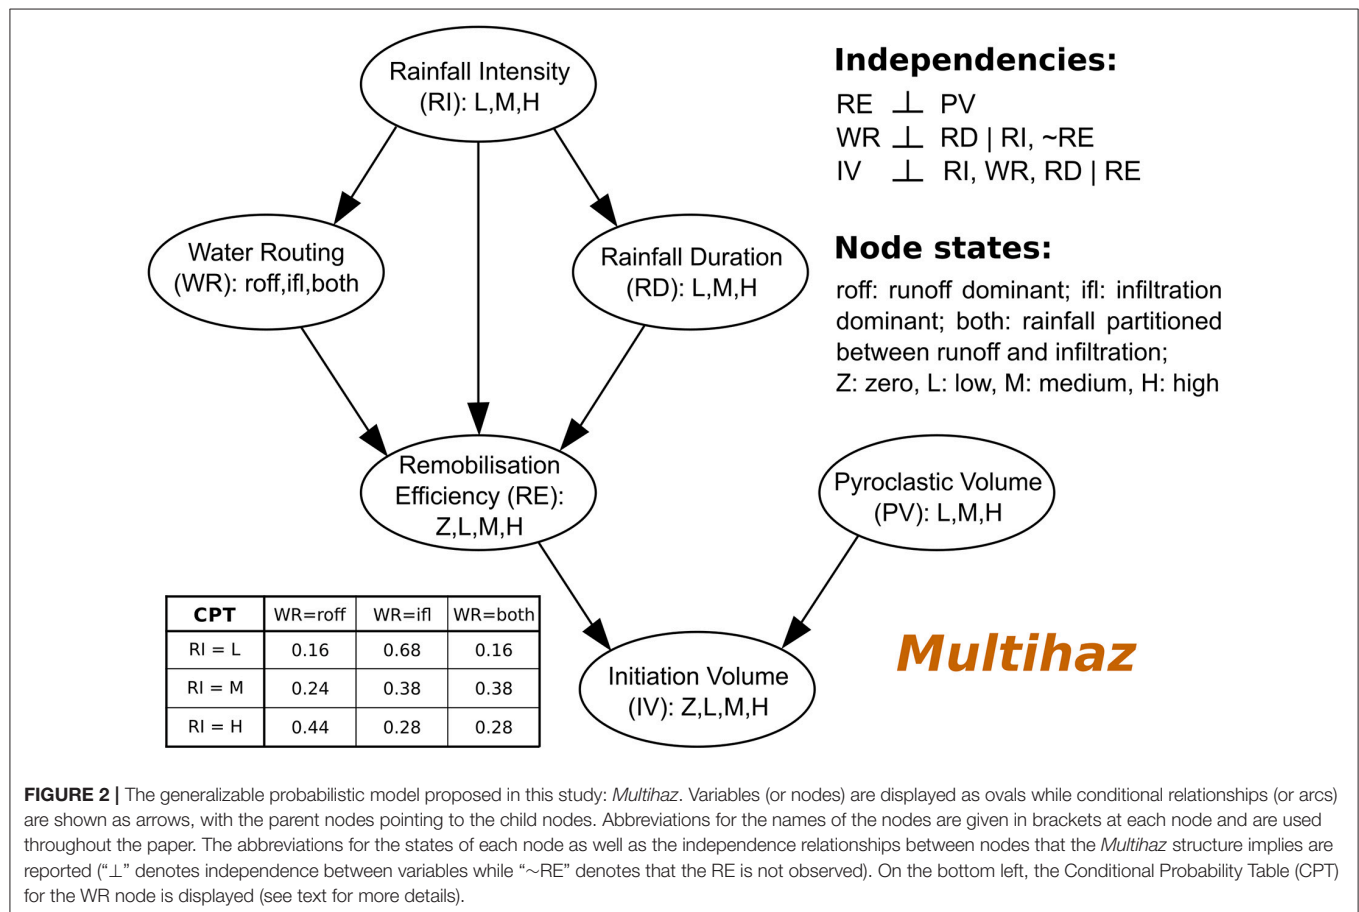 Rainfall Intensity
(RI): L,M,H
Water Routing
(WR): roff,ifl,both
Rainfall Duration
(RD): L,M,H
Remobilisation
Efficiency (RE):
Z,L,M,H
Pyroclastic Volume
(PV): L,M,H
Initiation Volume
(IV): Z,L,M,H
Independencies:
RE ⊥ PV
WR ⊥ RD | RI, ~RE
IV ⊥ RI, WR, RD | RE
Node states:
roff: runoff dominant; ifl: infiltration
dominant; both: rainfall partitioned
between runoff and infiltration;
Z: zero, L: low, M: medium, H: high
CPT WR=roff WR=ifl WR=both
RI = L 0.16 0.68 0.16
RI = M 0.24 0.38 0.38
RI = H 0.44 0.28 0.28
Multihaz
FIGURE 2 | The generalizable probabilistic model proposed in this study: Multihaz. Variables (or nodes) are displayed as ovals while conditional relationships (or arcs)
are shown as arrows, with the parent nodes pointing to the child nodes. Abbreviations for the names of the nodes are given in brackets at each node and are used
throughout the paper. The abbreviations for the states of each node as well as the independence relationships between nodes that the Multihaz structure implies are
reported (“⊥” denotes independence between variables while “∼RE” denotes that the RE is not observed). On the bottom left, the Conditional Probability Table (CPT)
for the WR node is displayed (see text for more details).